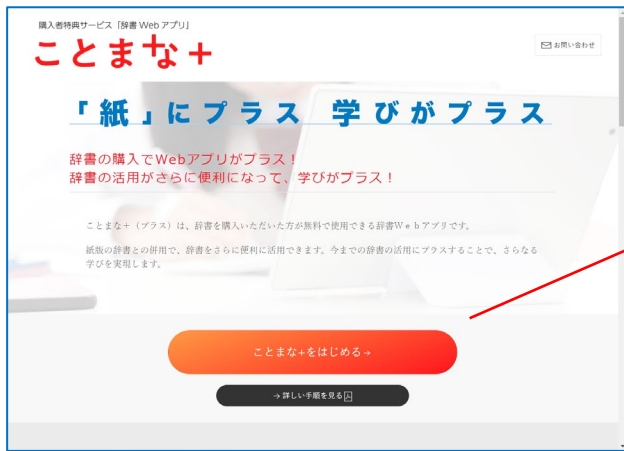 購入者特典サービス「辞書 Web アプリ」
ことまな＋
お問い合わせ
「紙」にプラス 学びがプラス
辞書の購入でWebアプリがプラス！
辞書の活用がさらに便利になって、学びがプラス！
ことまな+（プラス）は、辞書を購入いただいた方が無料で使用できる辞書Ｗｅｂアプリです。
紙版の辞書との併用で、辞書をさらに便利に活用できます。今までの辞書の活用にプラスすることで、さらなる
学びを実現します。
ことまな+をはじめる→
→詳しい手順を見る